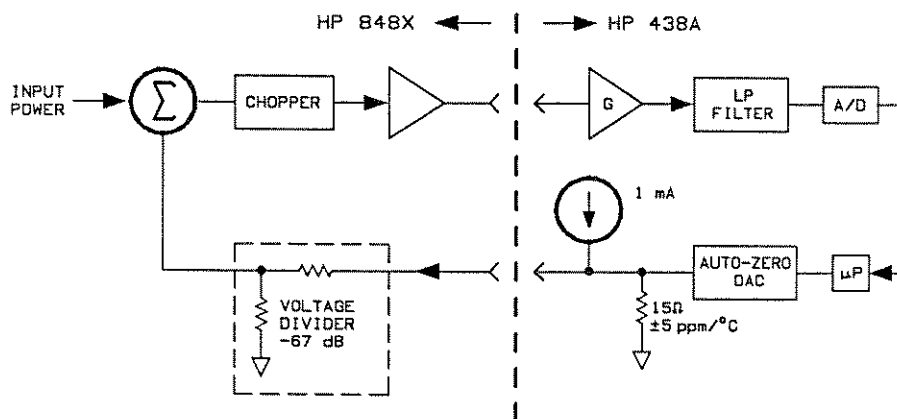 HP 848X
HP 438A
INPUT
POWER
Σ
CHOPPER
G
LP
FILTER
A/D
1 mA
VOLTAGE
DIVIDER
-67 dB
15Ω
±5 ppm/°C
AUTO-ZERO
DAC
μP